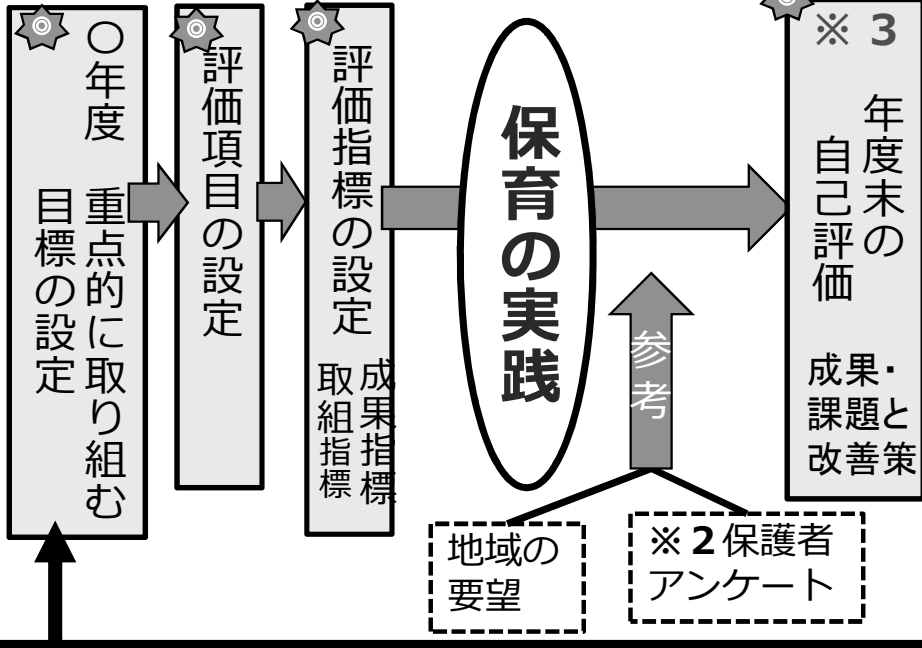 〇年度　重点的に取り組む
目標の設定
評価項目の設定
評価指標の設定
成果指標
取組指標
保育の実践
参考
地域の
要望
※２保護者
アンケート
※３
年度末の
自己評価
成果・
課題と
改善策